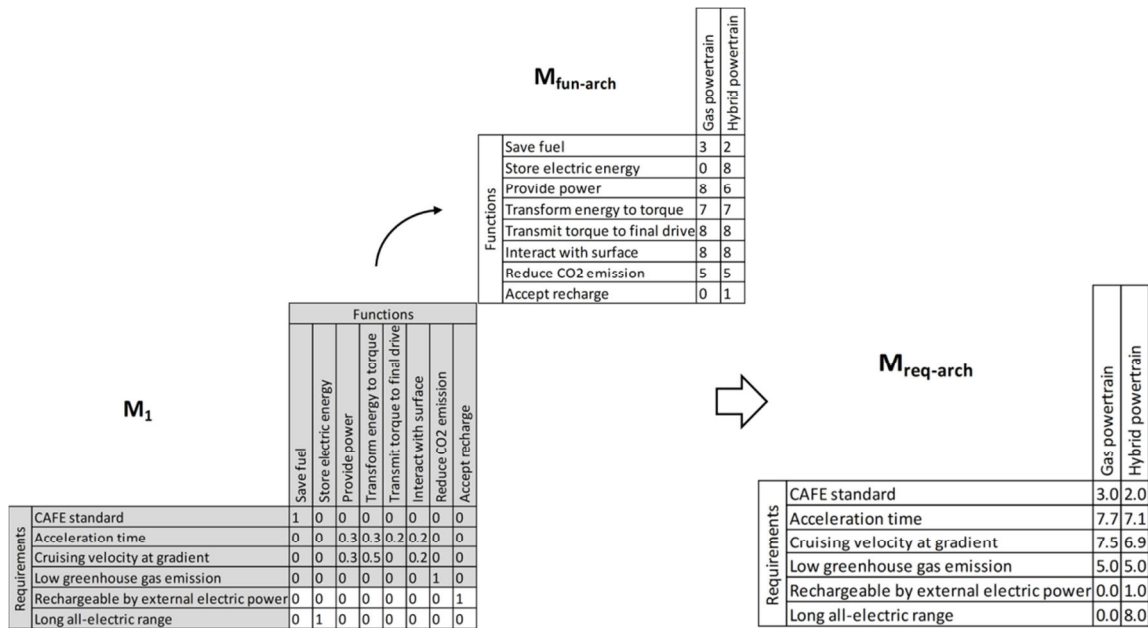 M_fun-arch
Gas powertrain
Hybrid powertrain
Functions
Save fuel 3 2
Store electric energy 0 8
Provide power 8 6
Transform energy to torque 7 7
Transmit torque to final drive 8 8
Interact with surface 8 8
Reduce CO2 emission 5 5
Accept recharge 0 1
M_1
Functions
Save fuel
Store electric energy
Provide power
Transform energy to torque
Transmit torque to final drive
Interact with surface
Reduce CO2 emission
Accept recharge
Requirements
CAFE standard 1 0 0 0 0 0 0 0
Acceleration time 0 0 0.3 0.3 0.2 0.2 0 0
Cruising velocity at gradient 0 0 0.3 0.5 0 0.2 0 0
Low greenhouse gas emission 0 0 0 0 0 0 1 0
Rechargeable by external electric power 0 0 0 0 0 0 0 1
Long all-electric range 0 1 0 0 0 0 0 0
M_req-arch
Gas powertrain
Hybrid powertrain
Requirements
CAFE standard 3.0 2.0
Acceleration time 7.7 7.1
Cruising velocity at gradient 7.5 6.9
Low greenhouse gas emission 5.0 5.0
Rechargeable by external electric power 0.0 1.0
Long all-electric range 0.0 8.0